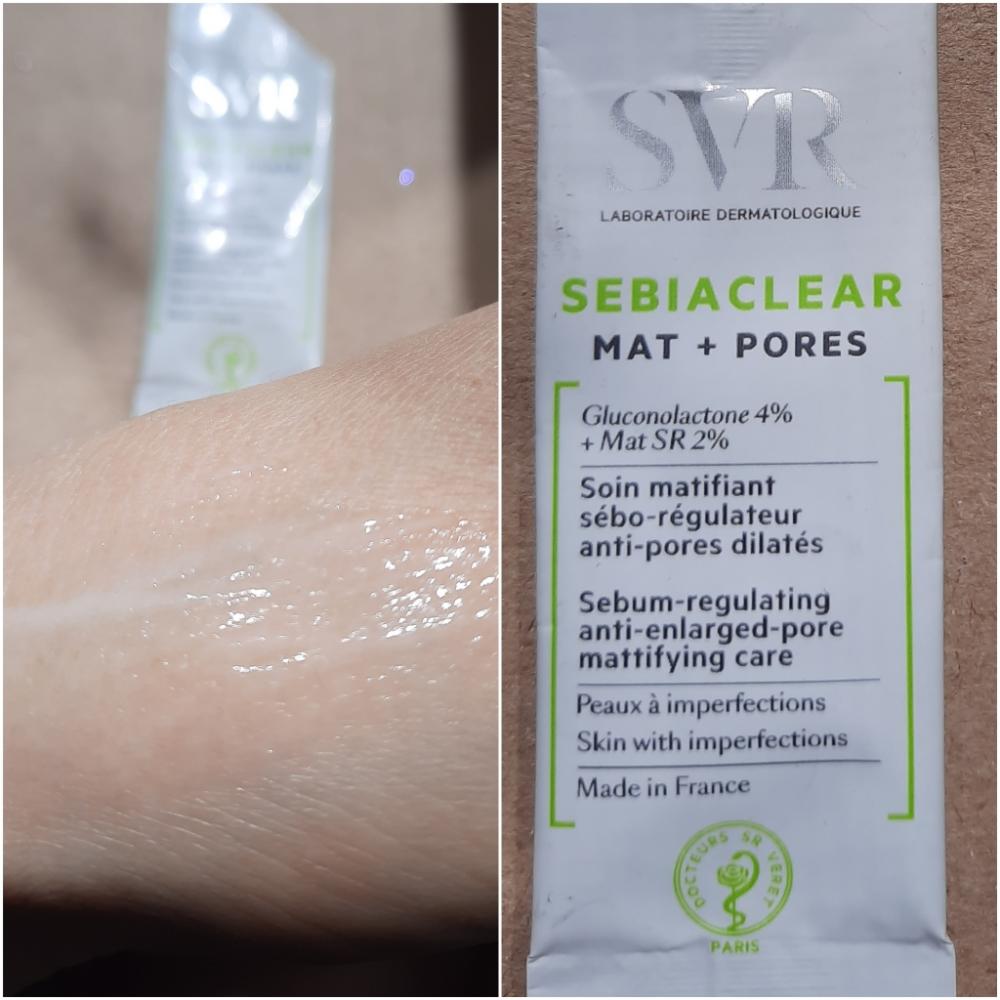 SVR
SVR
LABORATOIRE DERMATOLOGIQUE
SEBIACLEAR
MAT + PORES
Gluconolactone 4%
+ Mat SR 2%
Soin matifiant
sébo-régulateur
anti-pores dilatés
Sebum-regulating
anti-enlarged-pore
mattifying care
Peaux à imperfections
Skin with imperfections
Made in France
DOCTEURS SR VERET
PARIS